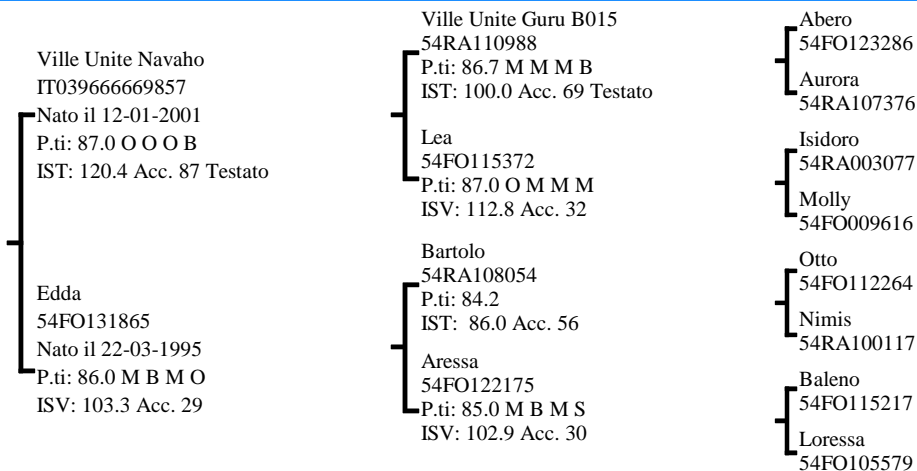 Ville Unite Navaho
IT039666669857
Nato il 12-01-2001
P.ti: 87.0 O O O B
IST: 120.4 Acc. 87 Testato
Edda
54FO131865
Nato il 22-03-1995
P.ti: 86.0 M B M O
ISV: 103.3 Acc. 29
Ville Unite Guru B015
54RA110988
P.ti: 86.7 M M M B
IST: 100.0 Acc. 69 Testato
Lea
54FO115372
P.ti: 87.0 O M M M
ISV: 112.8 Acc. 32
Bartolo
54RA108054
P.ti: 84.2
IST: 86.0 Acc. 56
Aressa
54FO122175
P.ti: 85.0 M B M S
ISV: 102.9 Acc. 30
Abero
54FO123286
Aurora
54RA107376
Isidoro
54RA003077
Molly
54FO009616
Otto
54FO112264
Nimis
54RA100117
Baleno
54FO115217
Loressa
54FO105579